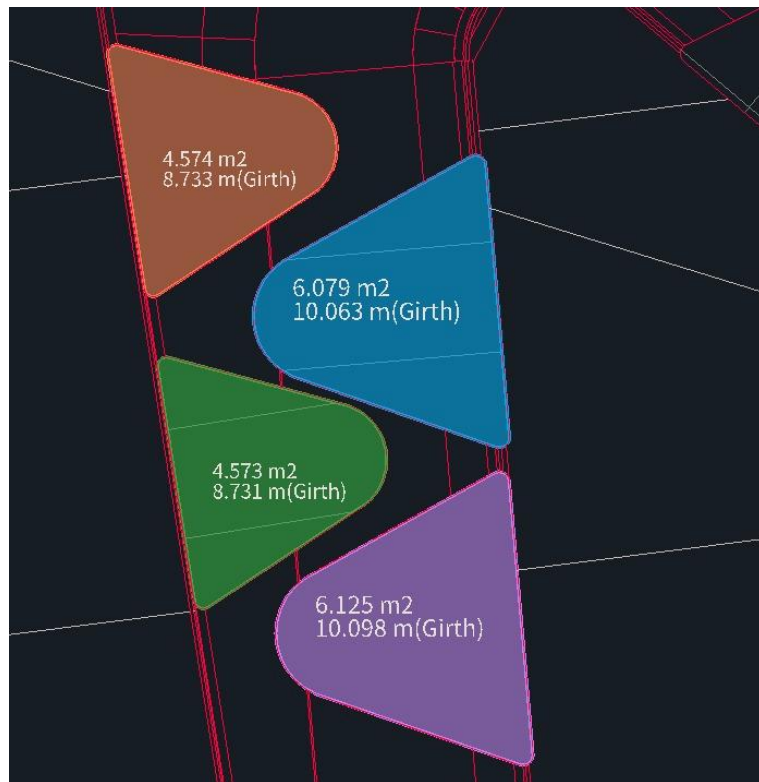 4.574 m2
8.733 m(Girth)
6.079 m2
10.063 m(Girth)
4.573 m2
8.731 m(Girth)
6.125 m2
10.098 m(Girth)